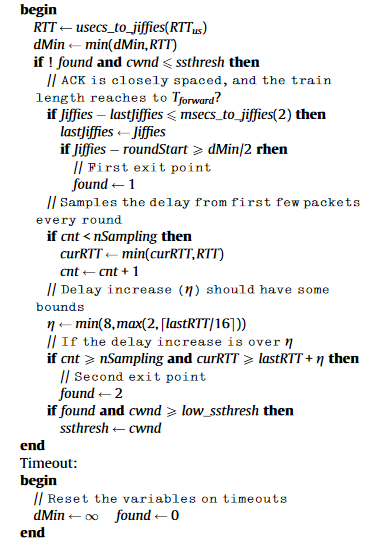 begin
RTT ← usecs_to_jiffies(RTTus)
dMin ← min(dMin,RTT)
if ! found and cwnd ⩽ ssthresh then
// ACK is closely spaced, and the train
length reaches to Tforward?
if Jiffies − lastJiffies ⩽ msecs_to_jiffies(2) then
lastJiffies ← Jiffies
if Jiffies − roundStart ⩾ dMin/2 rhen
// First exit point
found ← 1
// Samples the delay from first few packets
every round
if cnt < nSampling then
curRTT ← min(curRTT,RTT)
cnt ← cnt + 1
// Delay increase (η) should have some
bounds
η ← min(8,max(2,⌈lastRTT/16⌉))
// If the delay increase is over η
if cnt ⩾ nSampling and curRTT ⩾ lastRTT + η then
// Second exit point
found ← 2
if found and cwnd ⩾ low_ssthresh then
ssthresh ← cwnd
end
Timeout:
begin
// Reset the variables on timeouts
dMin ← ∞ found ← 0
end